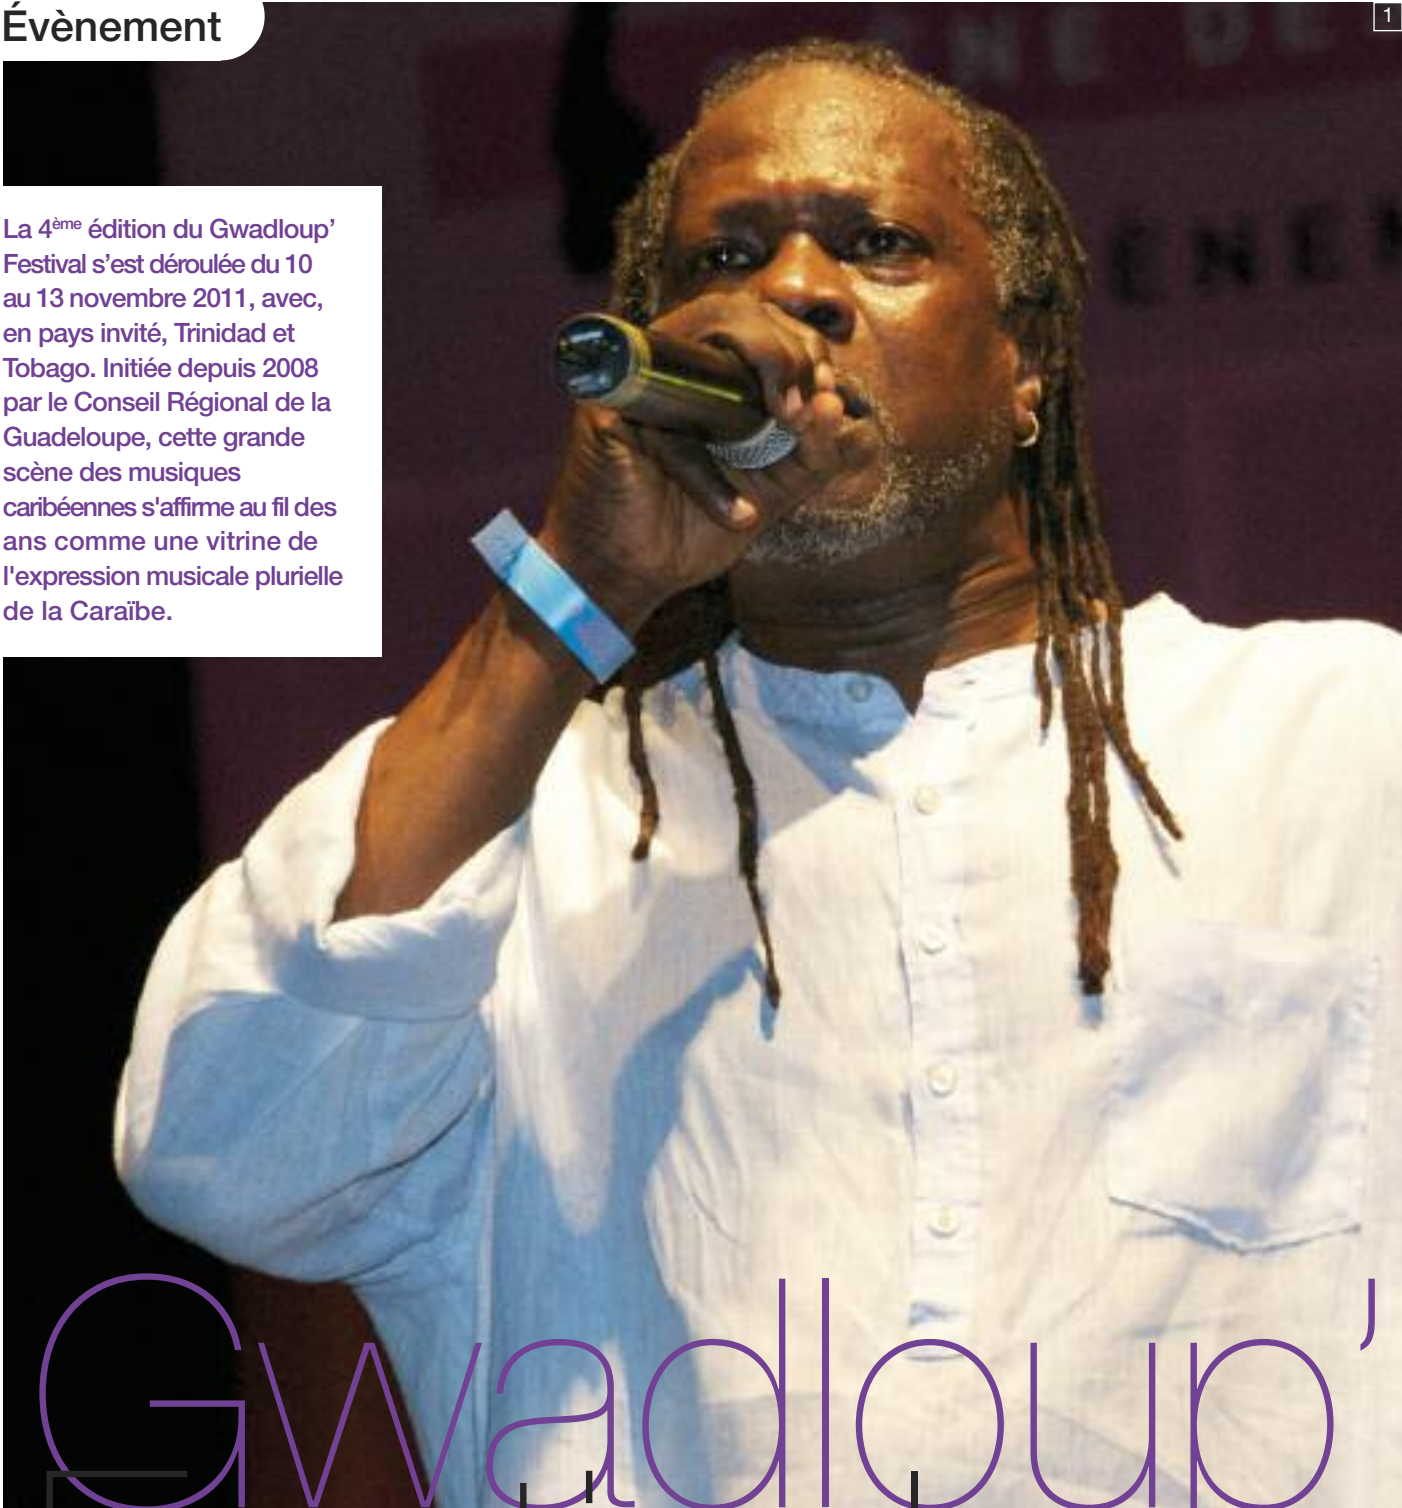 Évènement
1
La 4ème édition du Gwadloup’
Festival s’est déroulée du 10
au 13 novembre 2011, avec,
en pays invité, Trinidad et
Tobago. Initiée depuis 2008
par le Conseil Régional de la
Guadeloupe, cette grande
scène des musiques
caribéennes s'affirme au fil des
ans comme une vitrine de
l'expression musicale plurielle
de la Caraïbe.
Gwadloup’